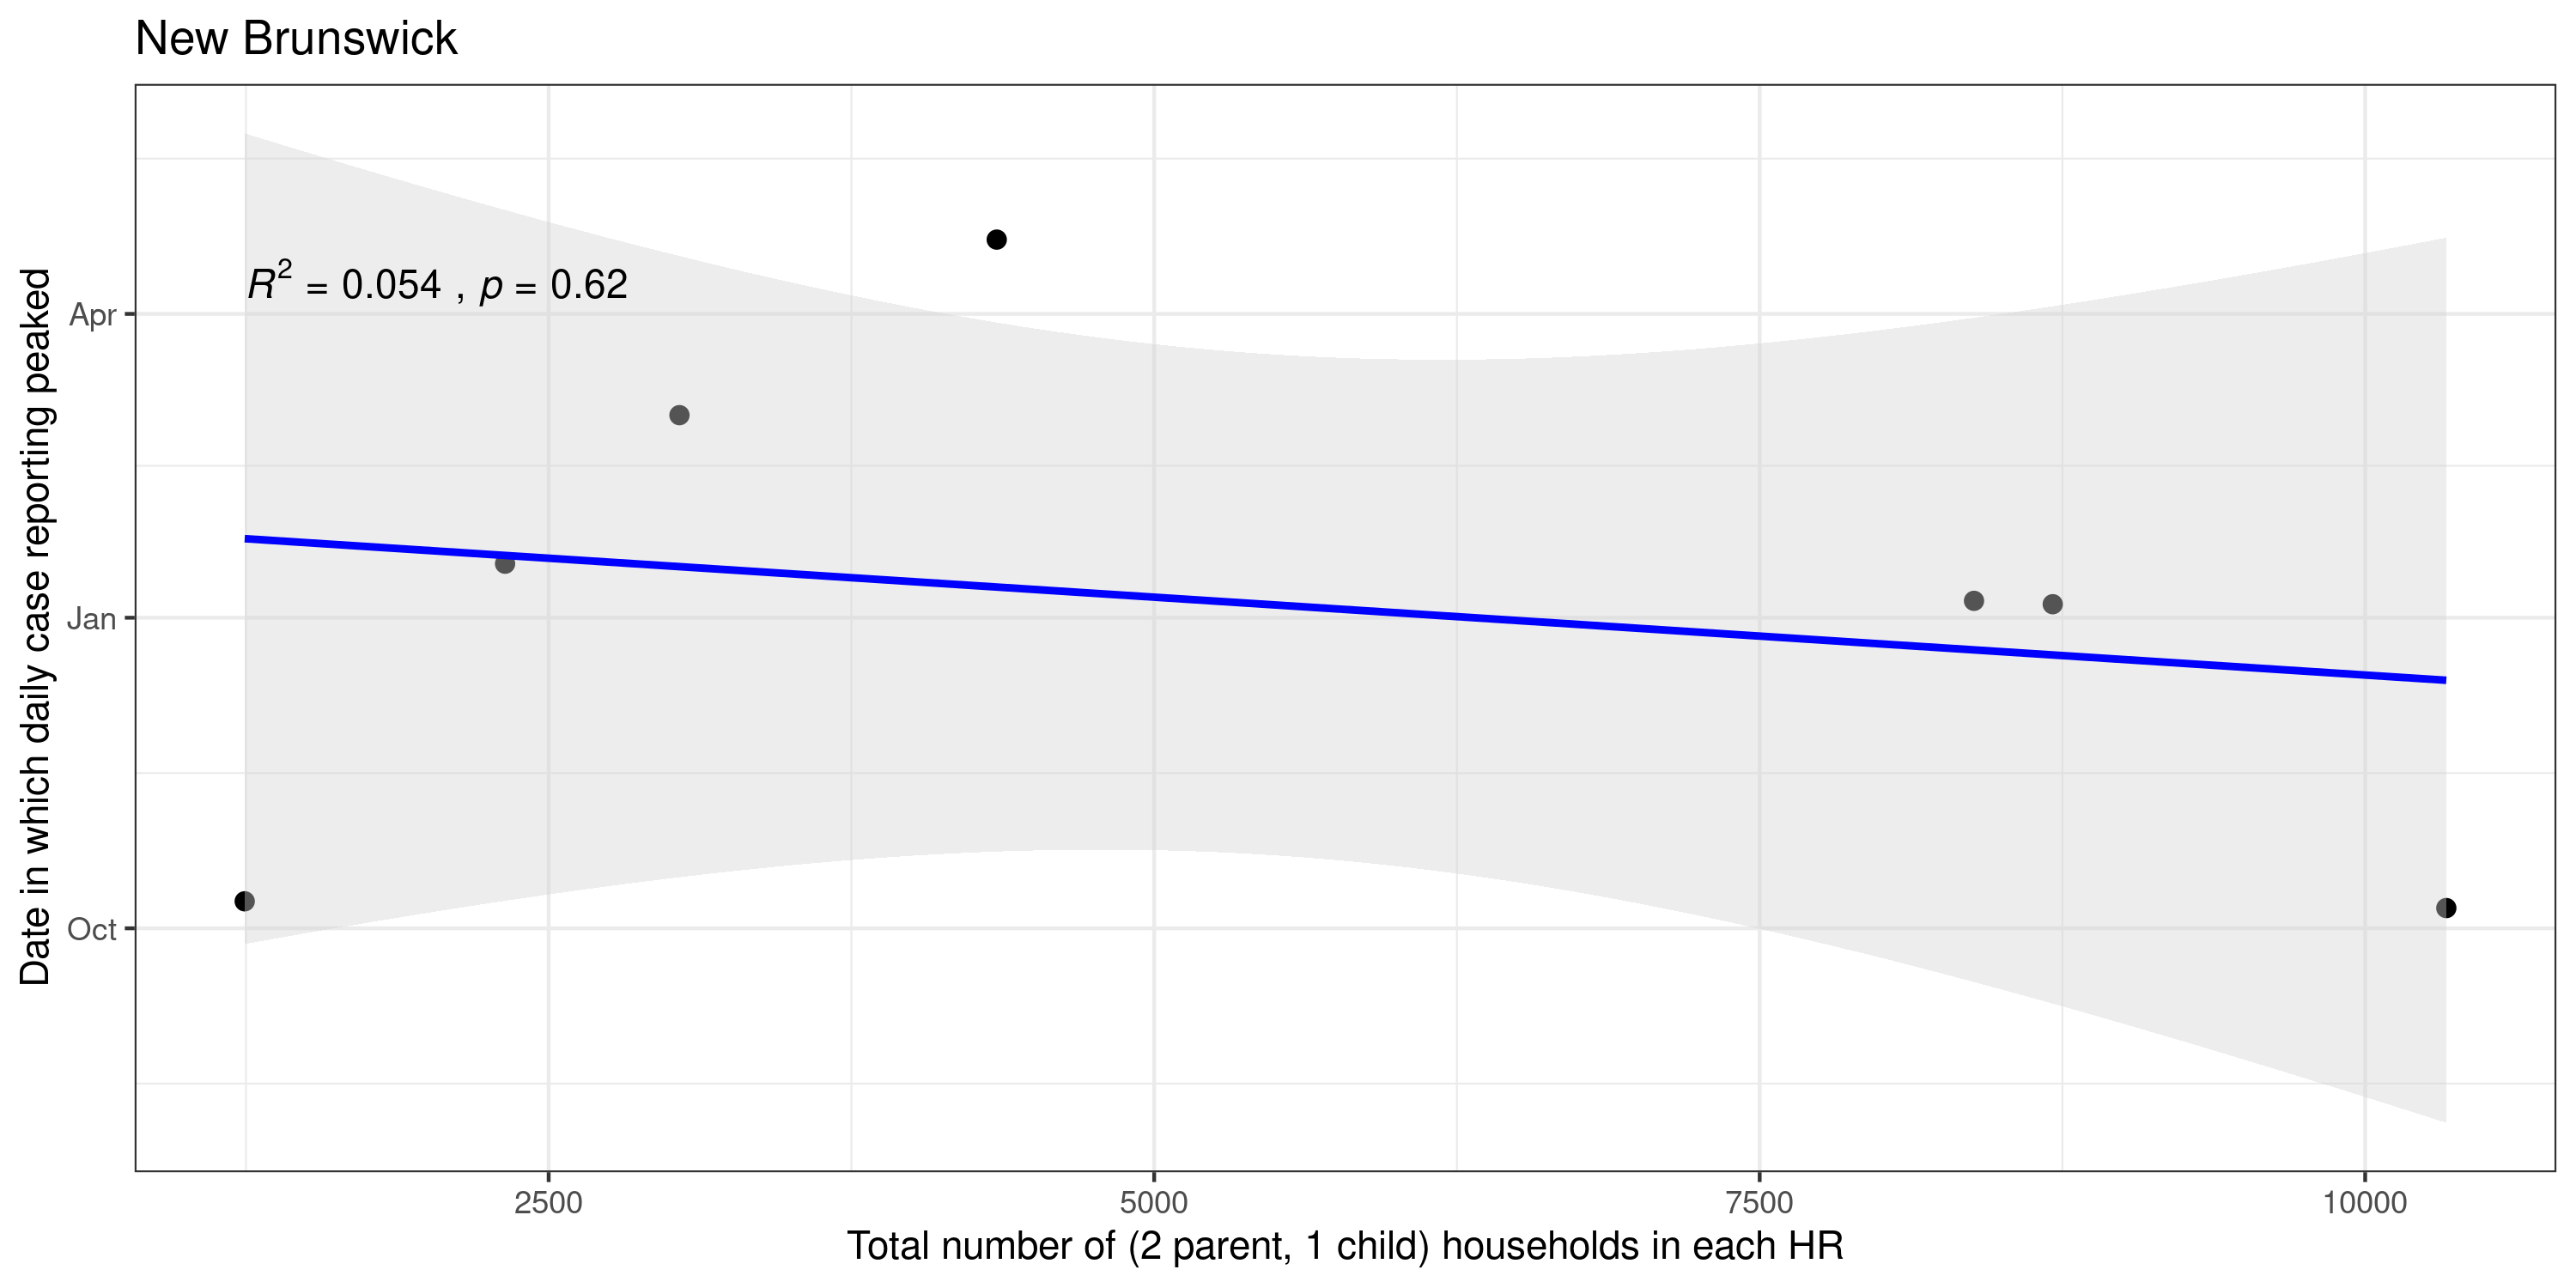 New Brunswick
R² = 0.054 , p = 0.62
Date in which daily case reporting peaked
Apr
Jan
Oct
2500 5000 7500 10000
Total number of (2 parent, 1 child) households in each HR